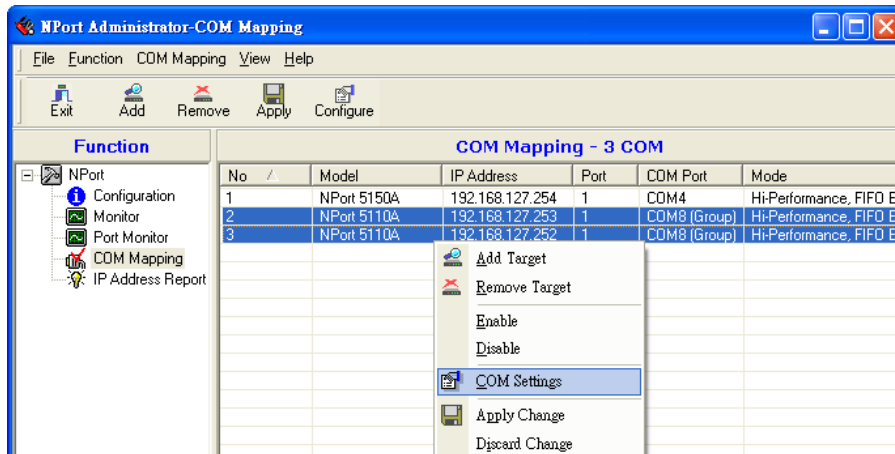 NPort Administrator-COM Mapping
File Function COM Mapping View Help
Exit Add Remove Apply Configure
Function
COM Mapping - 3 COM
NPort
Configuration
Monitor
Port Monitor
COM Mapping
IP Address Report
No Model IP Address Port COM Port Mode
1 NPort 5150A 192.168.127.254 1 COM4 Hi-Performance, FIFO E
2 NPort 5110A 192.168.127.253 1 COM8 (Group) Hi-Performance, FIFO E
3 NPort 5110A 192.168.127.252 1 COM8 (Group) Hi-Performance, FIFO E
Add Target
Remove Target
Enable
Disable
COM Settings
Apply Change
Discard Change